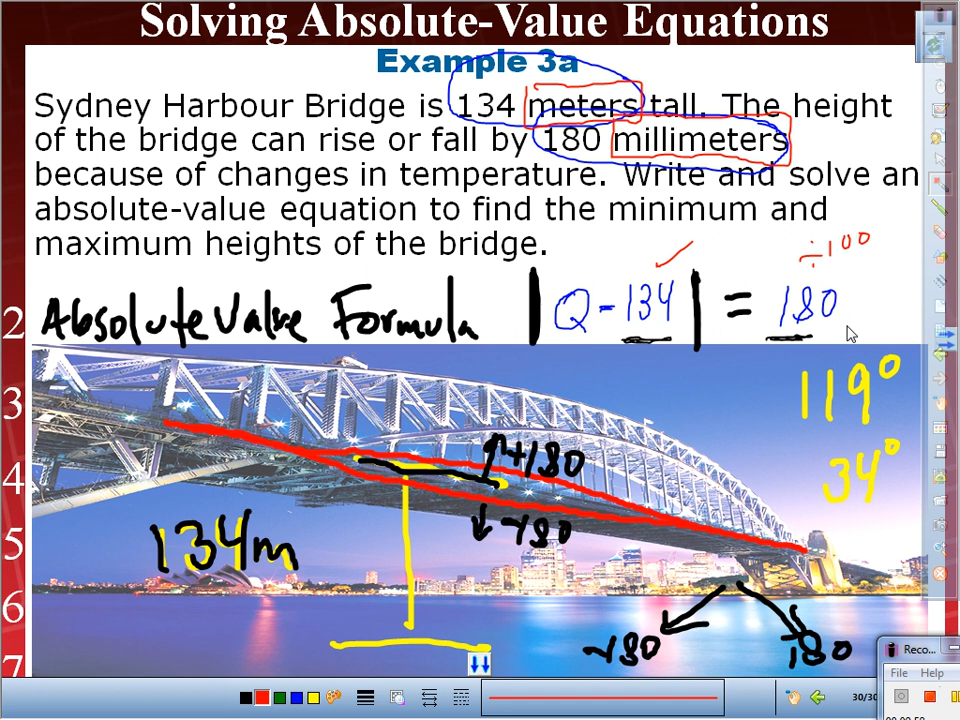 Solving Absolute-Value Equations
Example 3a
Sydney Harbour Bridge is 134 meters tall. The height
of the bridge can rise or fall by 180 millimeters
because of changes in temperature. Write and solve an
absolute-value equation to find the minimum and
maximum heights of the bridge.
÷100
2
Absolute Value Formula |Q-134| = 180
3
119°
4
+180
34°
134m
-180
5
6
-180
+180
7
Reco...
File Help
30/30